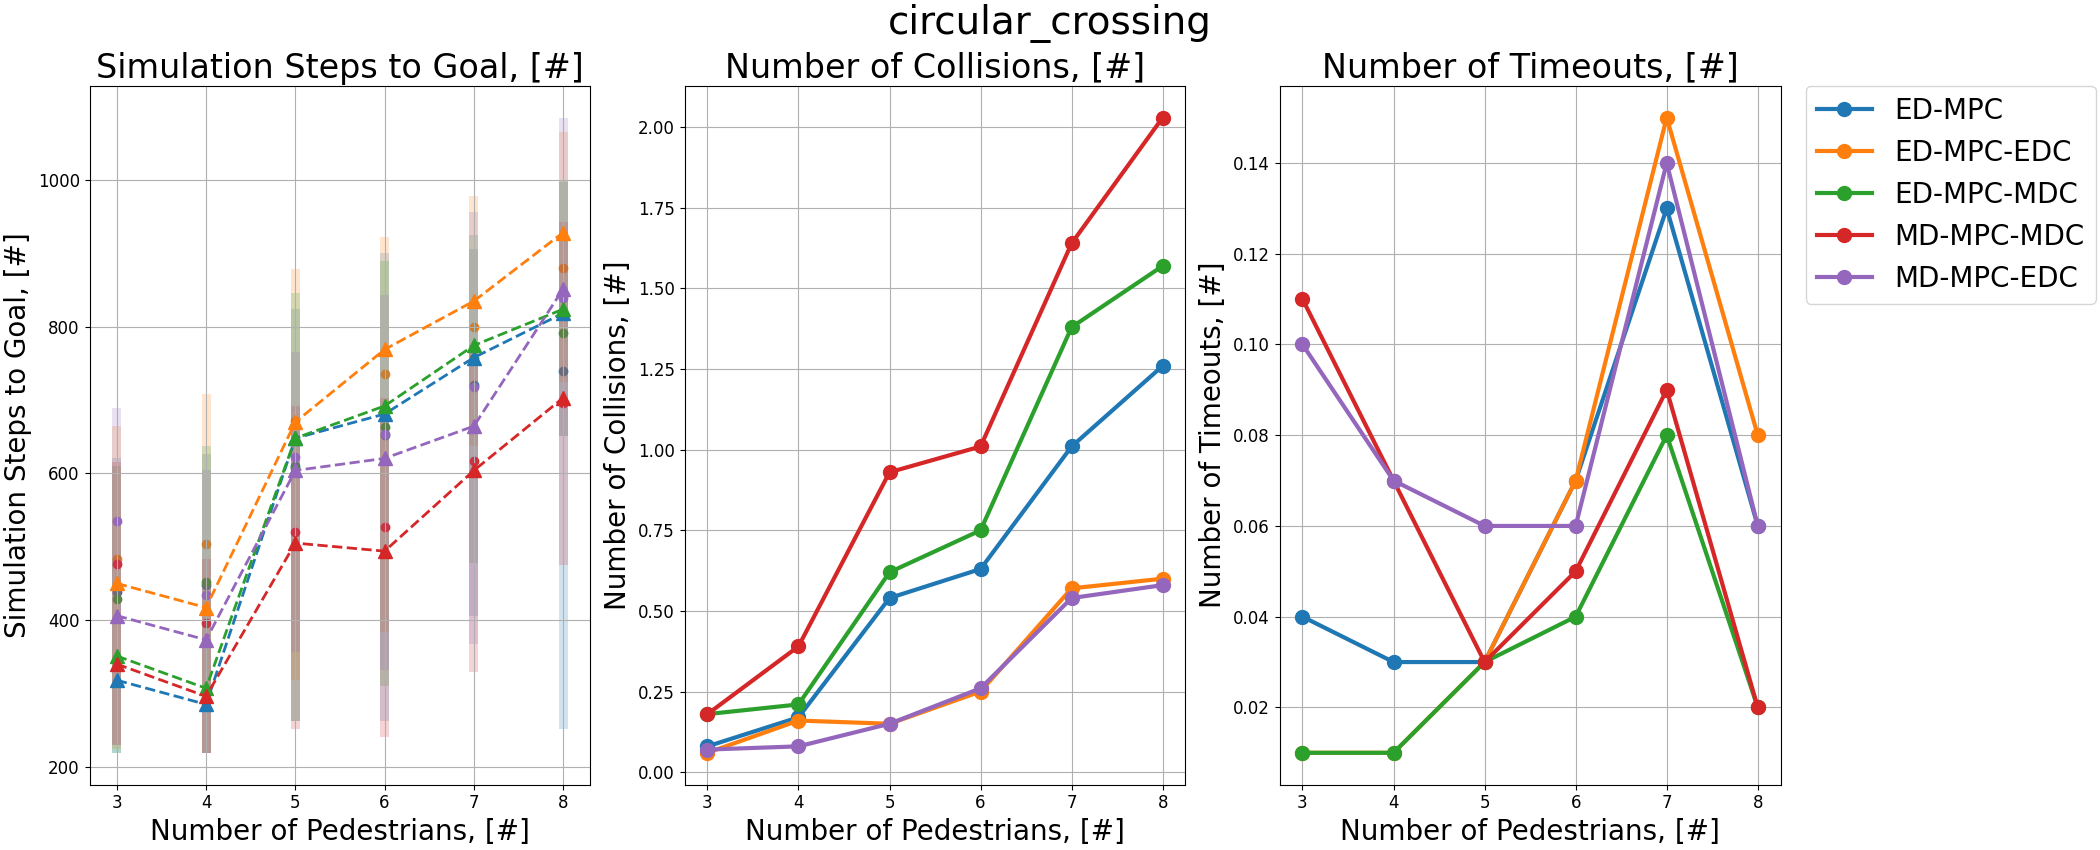 circular_crossing
Simulation Steps to Goal, [#]
Simulation Steps to Goal, [#]
1000
800
600
400
200
3 4 5 6 7 8
Number of Pedestrians, [#]
Number of Collisions, [#]
Number of Collisions, [#]
2.00
1.75
1.50
1.25
1.00
0.75
0.50
0.25
0.00
3 4 5 6 7 8
Number of Pedestrians, [#]
Number of Timeouts, [#]
Number of Timeouts, [#]
0.14
0.12
0.10
0.08
0.06
0.04
0.02
3 4 5 6 7 8
Number of Pedestrians, [#]
ED-MPC
ED-MPC-EDC
ED-MPC-MDC
MD-MPC-MDC
MD-MPC-EDC